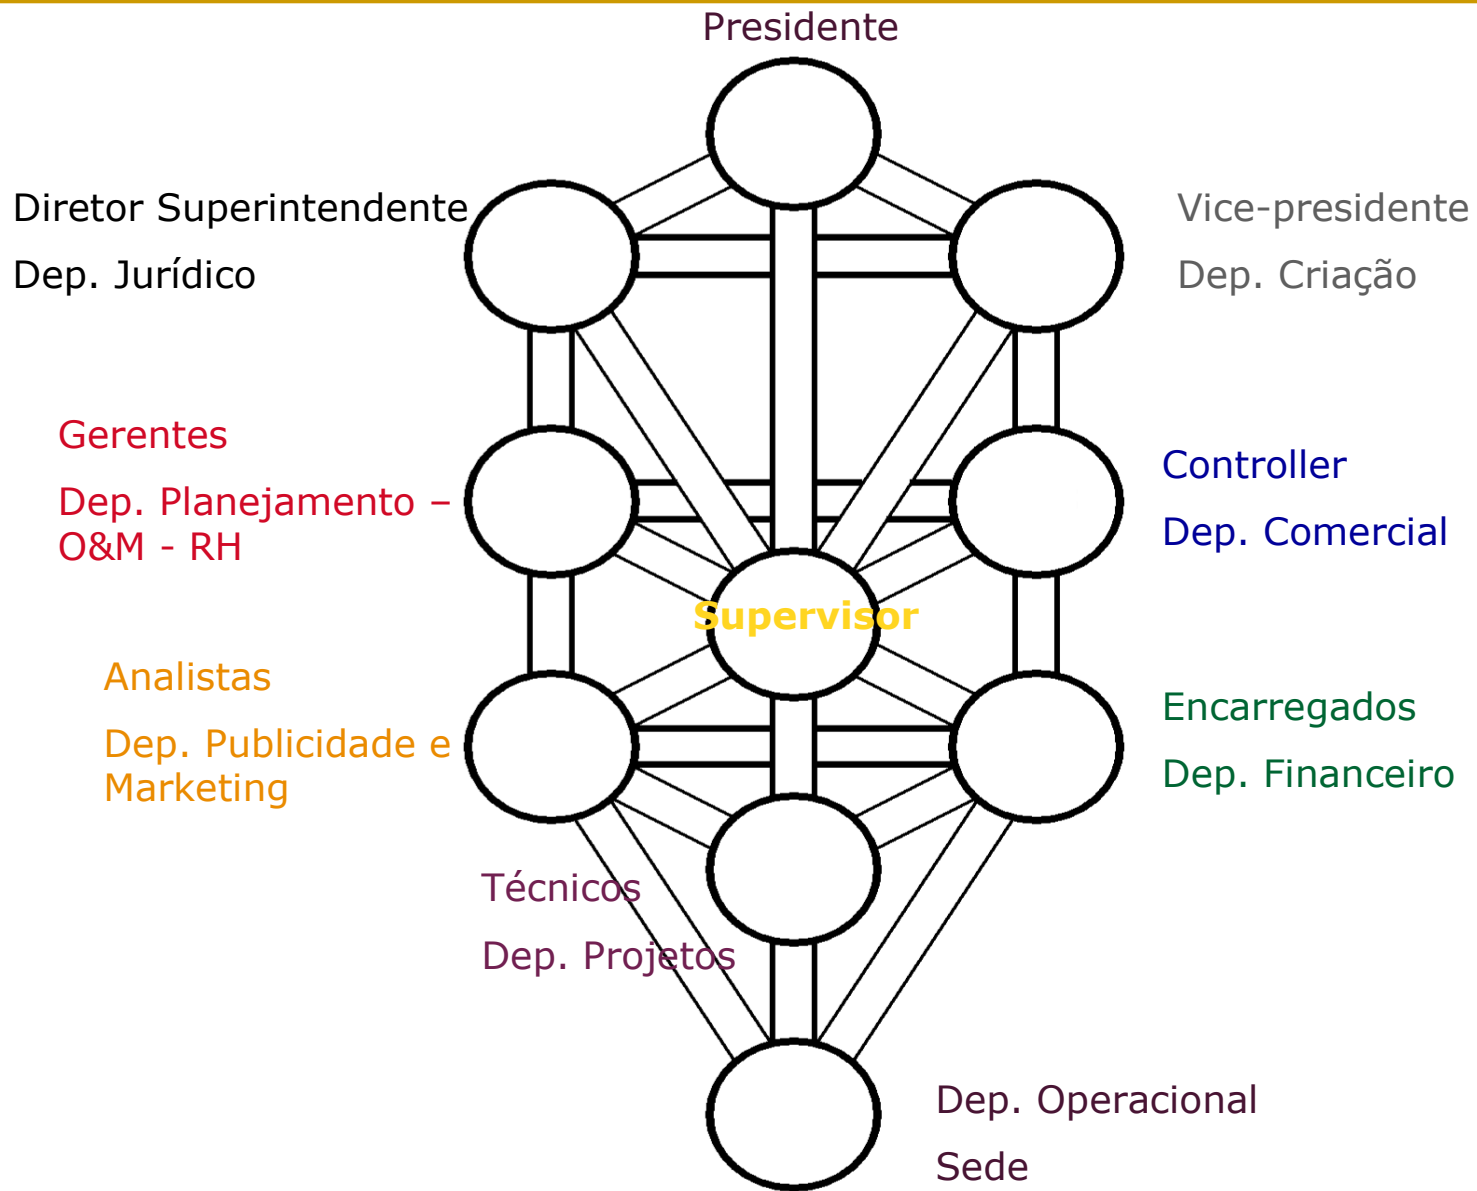 Presidente
Diretor Superintendente
Dep. Jurídico
Vice-presidente
Dep. Criação
Gerentes
Dep. Planejamento –
O&M - RH
Controller
Dep. Comercial
Supervisor
Analistas
Dep. Publicidade e
Marketing
Encarregados
Dep. Financeiro
Técnicos
Dep. Projetos
Dep. Operacional
Sede